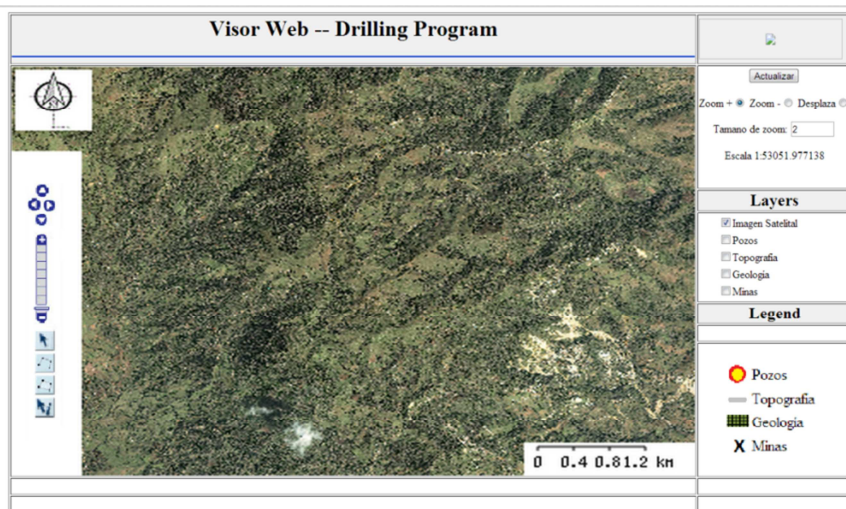 Visor Web -- Drilling Program
Actualizar
Zoom + Zoom - Desplaza
Tamano de zoom: 2
Escala 1:53051.977138
Layers
Imagen Satelital
Pozos
Topografia
Geologia
Minas
Legend
Pozos
Topografia
Geologia
X Minas
0 0.4 0.81.2 km